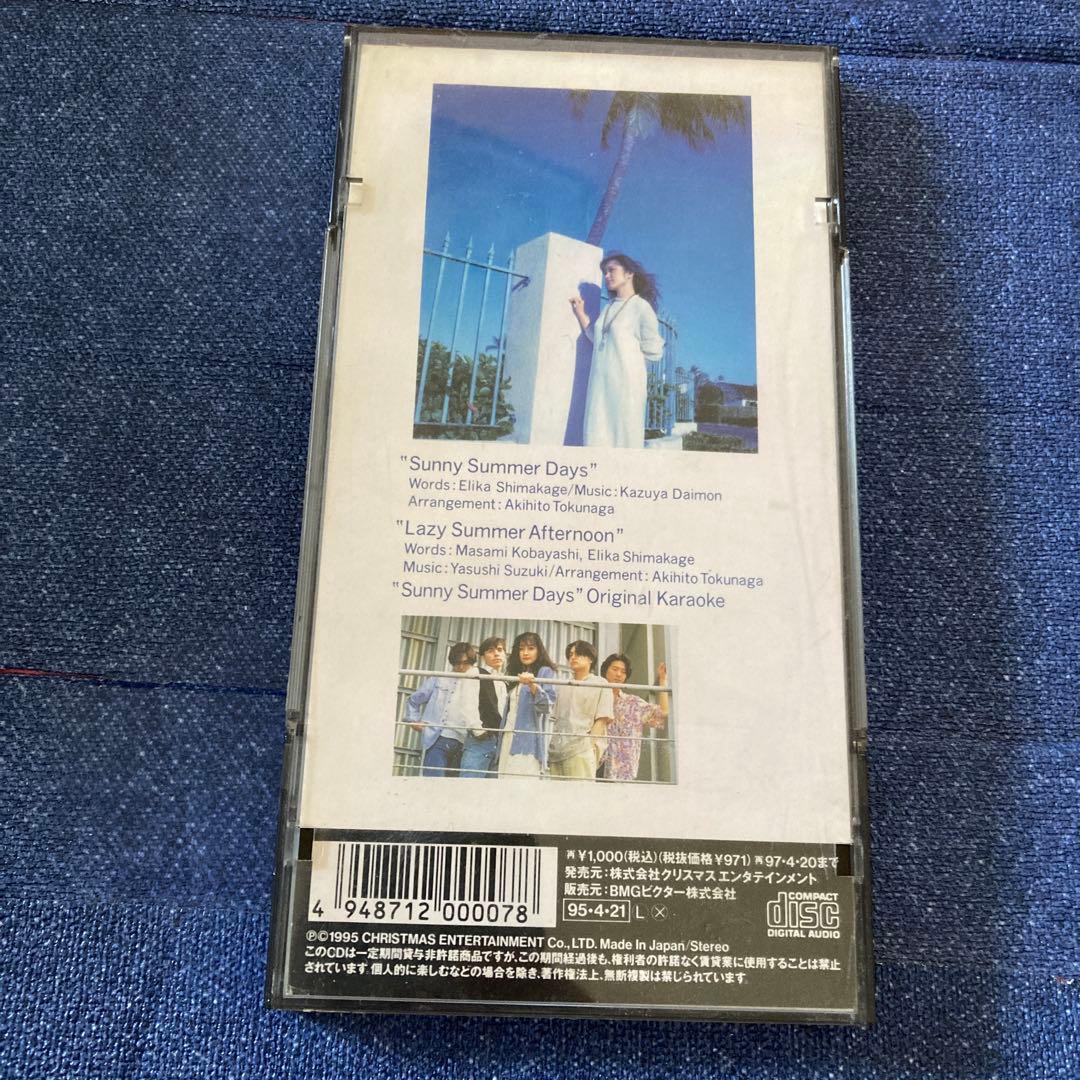 "Sunny Summer Days"
Words : Elika Shimakage/Music : Kazuya Daimon
Arrangement : Akihito Tokunaga
"Lazy Summer Afternoon"
Words : Masami Kobayashi, Elika Shimakage
Music : Yasushi Suzuki/Arrangement : Akihito Tokunaga
"Sunny Summer Days" Original Karaoke
4 948712 000078
再¥1,000(税込)(税抜価格¥971) 再97・4・20まで
発売元:株式会社クリスマス エンタテインメント
販売元:BMGビクター株式会社
95・4・21 L X
COMPACT
disc
DIGITAL AUDIO
℗©1995 CHRISTMAS ENTERTAINMENT Co., LTD. Made In Japan/Stereo
このCDは一定期間貸与非許諾商品ですが、この期間経過後も、権利者の許諾なく賃貸業に使用することは禁止
されています。個人的に楽しむなどの場合を除き、著作権法上、無断複製は禁じられています。